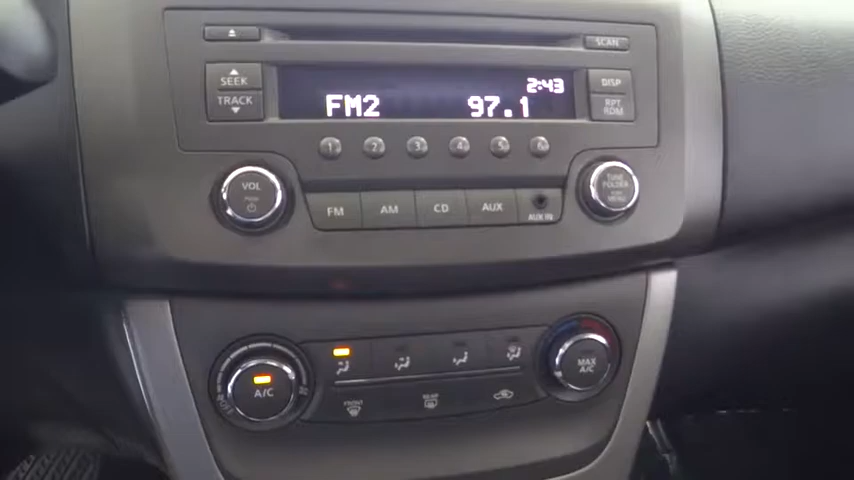 SCAN
SEEK
TRACK
FM2
2:43
97.1
DISP
RPT
RDM
1 2 3 4 5 6
VOL
TUNE
FOLDER
MENU
FM AM CD AUX
AUX IN
A/C
MAX
A/C
FRONT
REAR